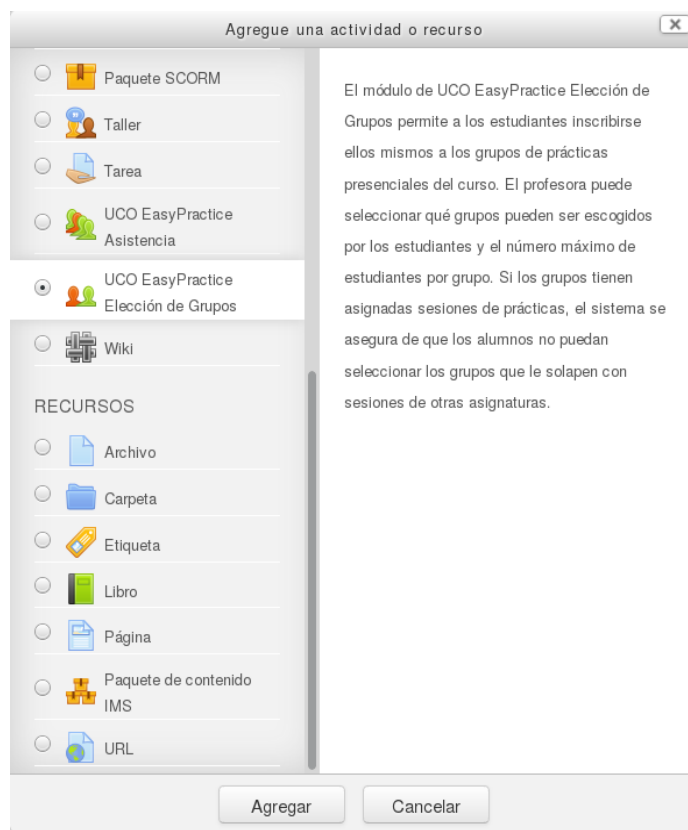 Agregue una actividad o recurso
Paquete SCORM
Taller
Tarea
UCO EasyPractice
Asistencia
UCO EasyPractice
Elección de Grupos
Wiki
RECURSOS
Archivo
Carpeta
Etiqueta
Libro
Página
Paquete de contenido
IMS
URL
El módulo de UCO EasyPractice Elección de
Grupos permite a los estudiantes inscribirse
ellos mismos a los grupos de prácticas
presenciales del curso. El profesora puede
seleccionar qué grupos pueden ser escogidos
por los estudiantes y el número máximo de
estudiantes por grupo. Si los grupos tienen
asignadas sesiones de prácticas, el sistema se
asegura de que los alumnos no puedan
seleccionar los grupos que le solapen con
sesiones de otras asignaturas.
Agregar
Cancelar